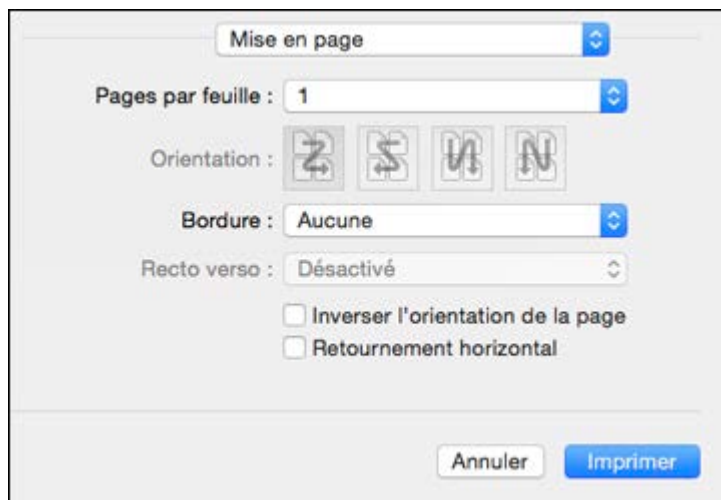 Mise en page
Pages par feuille : 1
Orientation :
Bordure : Aucune
Recto verso : Désactivé
Inverser l'orientation de la page
Retournement horizontal
Annuler Imprimer